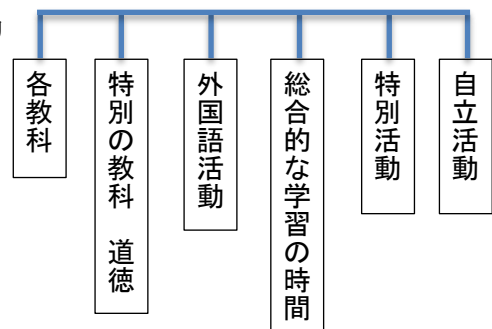 各教科
特別の教科 道徳
外国語活動
総合的な学習の時間
特別活動
自立活動